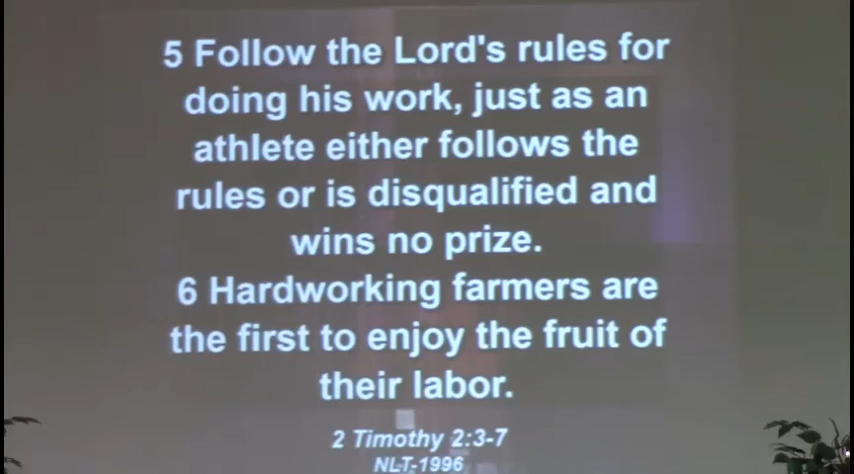 5 Follow the Lord's rules for
doing his work, just as an
athlete either follows the
rules or is disqualified and
wins no prize.
6 Hardworking farmers are
the first to enjoy the fruit of
their labor.
2 Timothy 2:3-7
NLT-1996